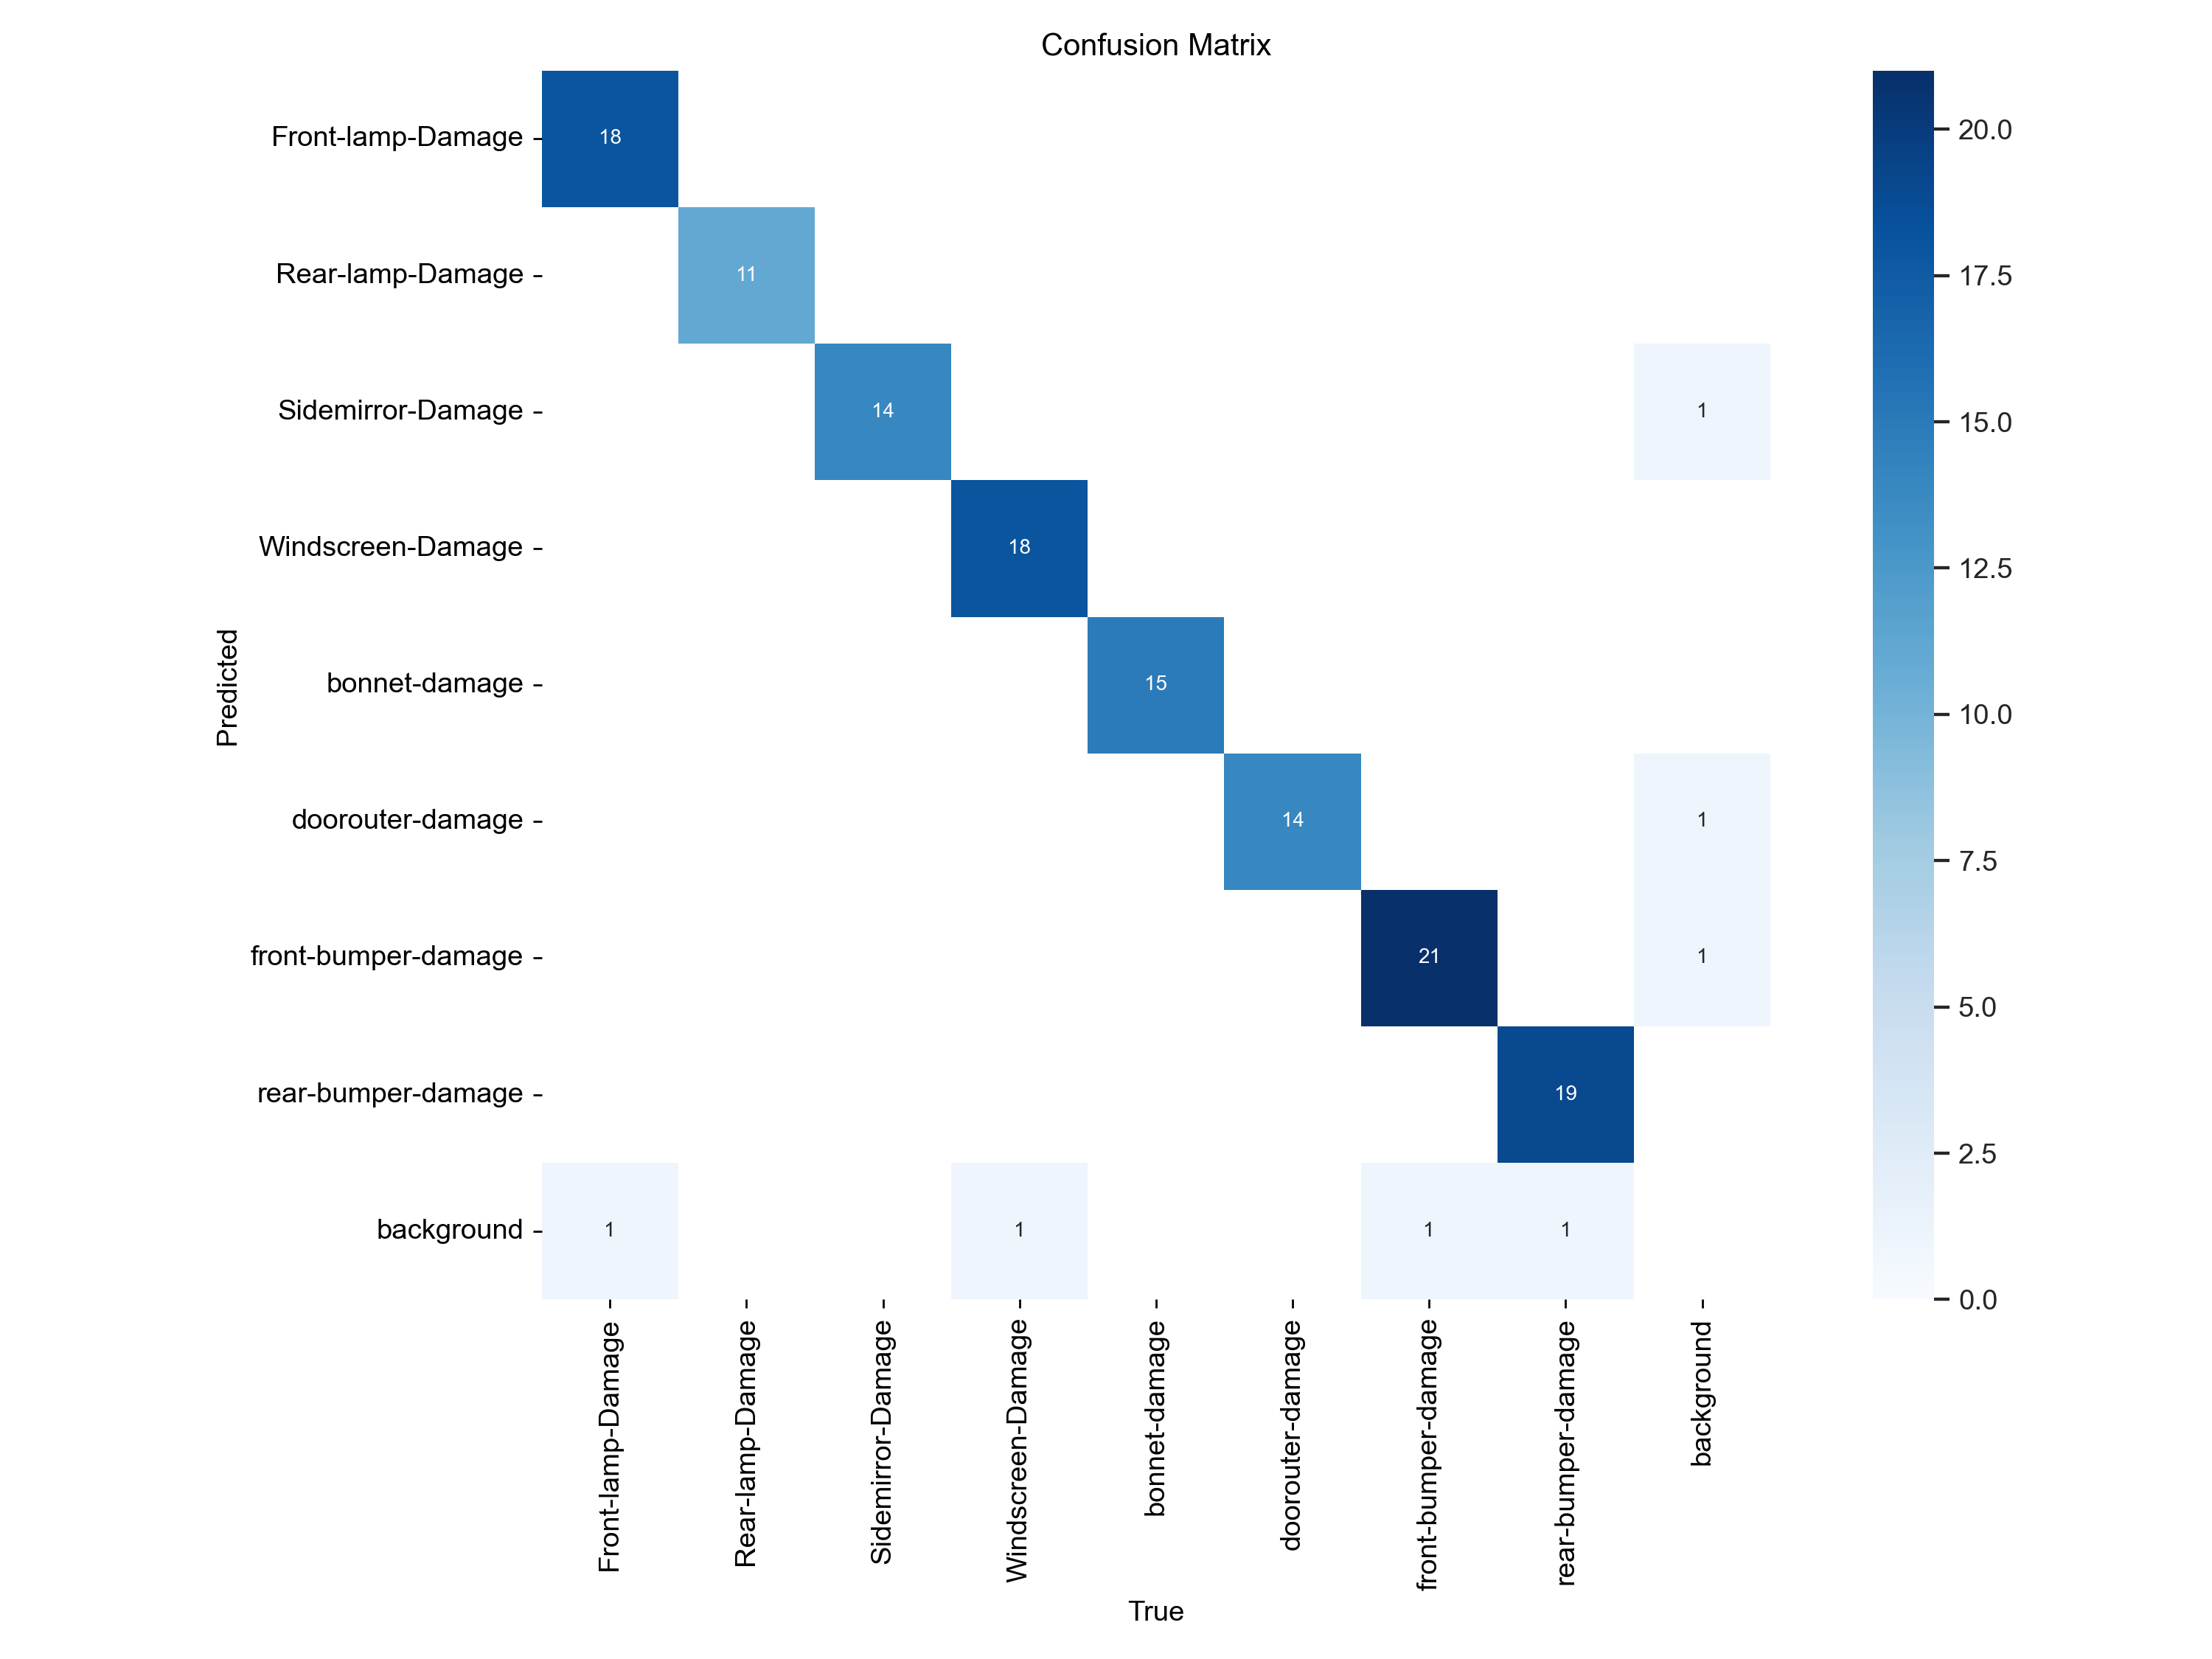 Confusion Matrix
Front-lamp-Damage
18
20.0
Rear-lamp-Damage
11
17.5
Sidemirror-Damage
14
1
15.0
Windscreen-Damage
18
12.5
Predicted
bonnet-damage
15
10.0
doorouter-damage
14
1
7.5
front-bumper-damage
21
1
5.0
rear-bumper-damage
19
2.5
background
1
1
1
1
0.0
Front-lamp-Damage
Rear-lamp-Damage
Sidemirror-Damage
Windscreen-Damage
bonnet-damage
doorouter-damage
front-bumper-damage
rear-bumper-damage
background
True